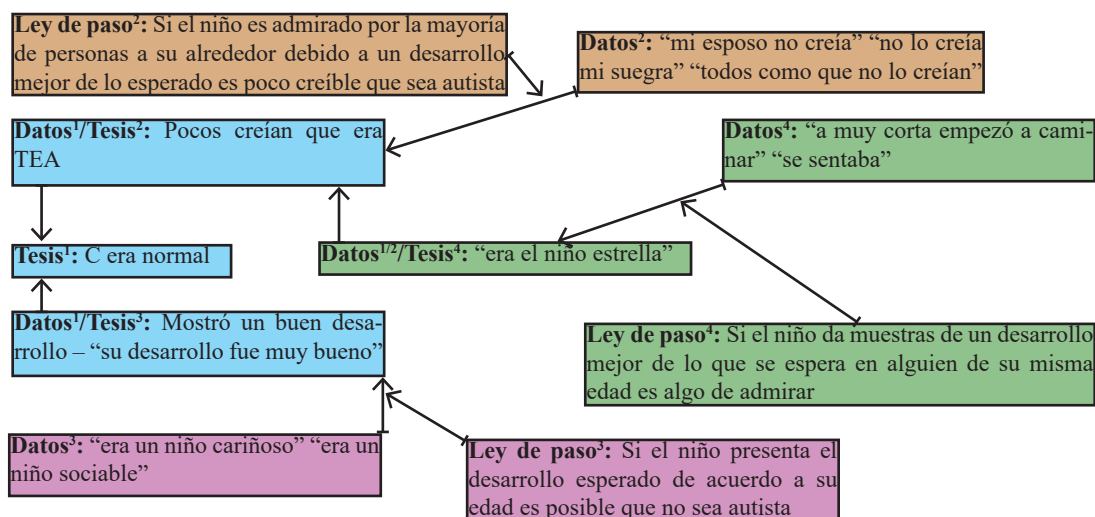 Ley de paso²: Si el niño es admirado por la mayoría
de personas a su alrededor debido a un desarrollo
mejor de lo esperado es poco creíble que sea autista
Datos²: “mi esposo no creía” “no lo creía
mi suegra” “todos como que no lo creían”
Datos¹/Tesis²: Pocos creían que era
TEA
Datos⁴: “a muy corta empezó a cami-
nar” “se sentaba”
Tesis¹: C era normal
Datos¹/²/Tesis⁴: “era el niño estrella”
Datos¹/Tesis³: Mostró un buen desa-
rrollo – “su desarrollo fue muy bueno”
Ley de paso⁴: Si el niño da muestras de un desarrollo
mejor de lo que se espera en alguien de su misma
edad es algo de admirar
Datos³: “era un niño cariñoso” “era un
niño sociable”
Ley de paso³: Si el niño presenta el
desarrollo esperado de acuerdo a su
edad es posible que no sea autista